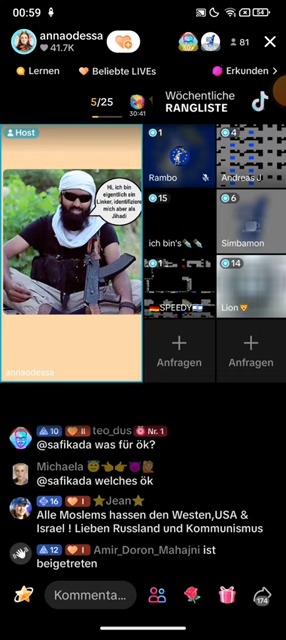 00:59
54
annaodessa
41.7K
81
Lernen
Beliebte LIVEs
Erkunden
5/25
30:41
Wöchentliche
RANGLISTE
Host
Hi, ich bin
eigentlich ein
Linker, identifiziere
mich aber als
Jihadi
annaodessa
1
Rambo
4
Andreas J
15
ich bin's
6
Simbamon
1
SPEEDY
14
Lion
Anfragen
Anfragen
10 II teo_dus Nr. 1
@safikada was für ök?
Michaela
@safikada welches ök
16 I Jean
Alle Moslems hassen den Westen,USA &
Israel ! Lieben Russland und Kommunismus
12 I Amir_Doron_Mahajni ist
beigetreten
Kommenta...
174